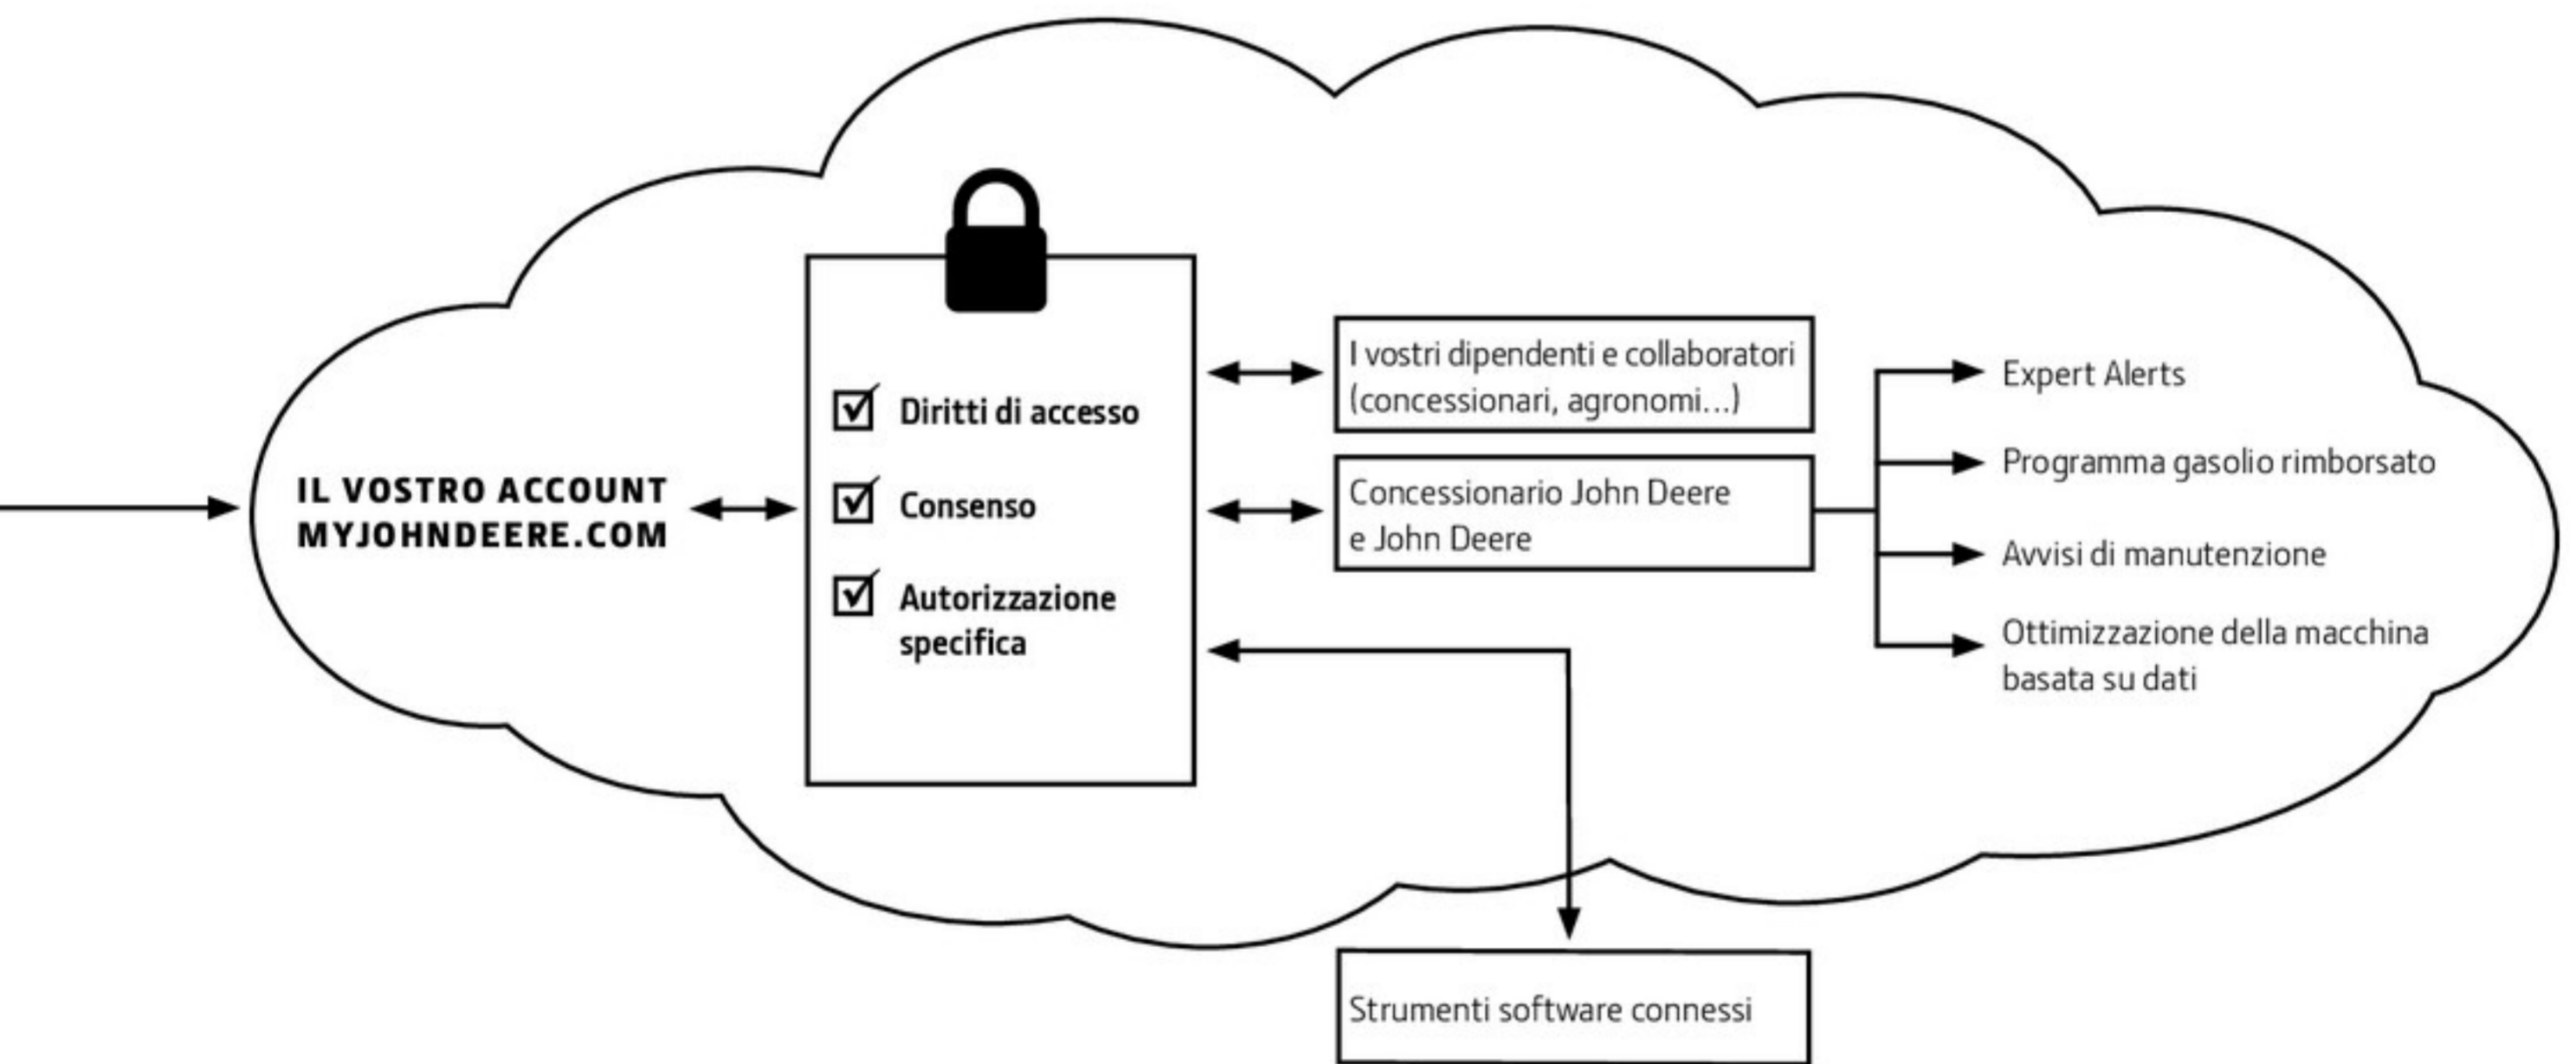 IL VOSTRO ACCOUNT
MYJOHNDEERE.COM
Diritti di accesso
Consenso
Autorizzazione
specifica
I vostri dipendenti e collaboratori
(concessionari, agronomi...)
Concessionario John Deere
e John Deere
Expert Alerts
Programma gasolio rimborsato
Avvisi di manutenzione
Ottimizzazione della macchina
basata su dati
Strumenti software connessi